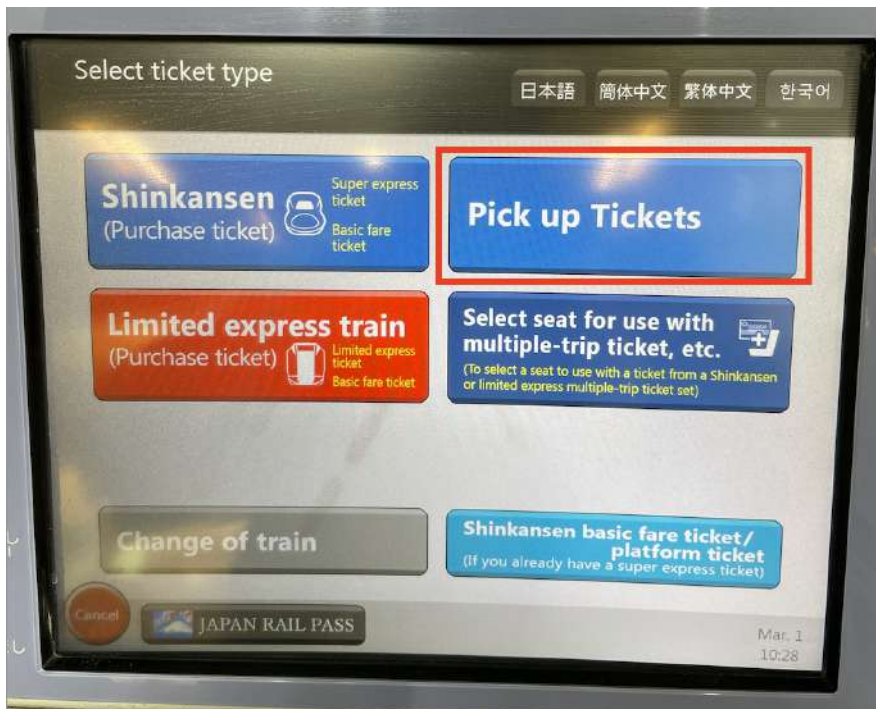 Select ticket type
日本語 简体中文 繁体中文 한국어
Shinkansen
(Purchase ticket)
Super express
ticket
Basic fare
ticket
Pick up Tickets
Limited express train
(Purchase ticket)
Limited express
ticket
Basic fare ticket
Select seat for use with
multiple-trip ticket, etc.
(To select a seat to use with a ticket from a Shinkansen
or limited express multiple-trip ticket set)
Change of train
Shinkansen basic fare ticket/
platform ticket
(If you already have a super express ticket)
Cancel
JAPAN RAIL PASS
Mar. 1
10:28